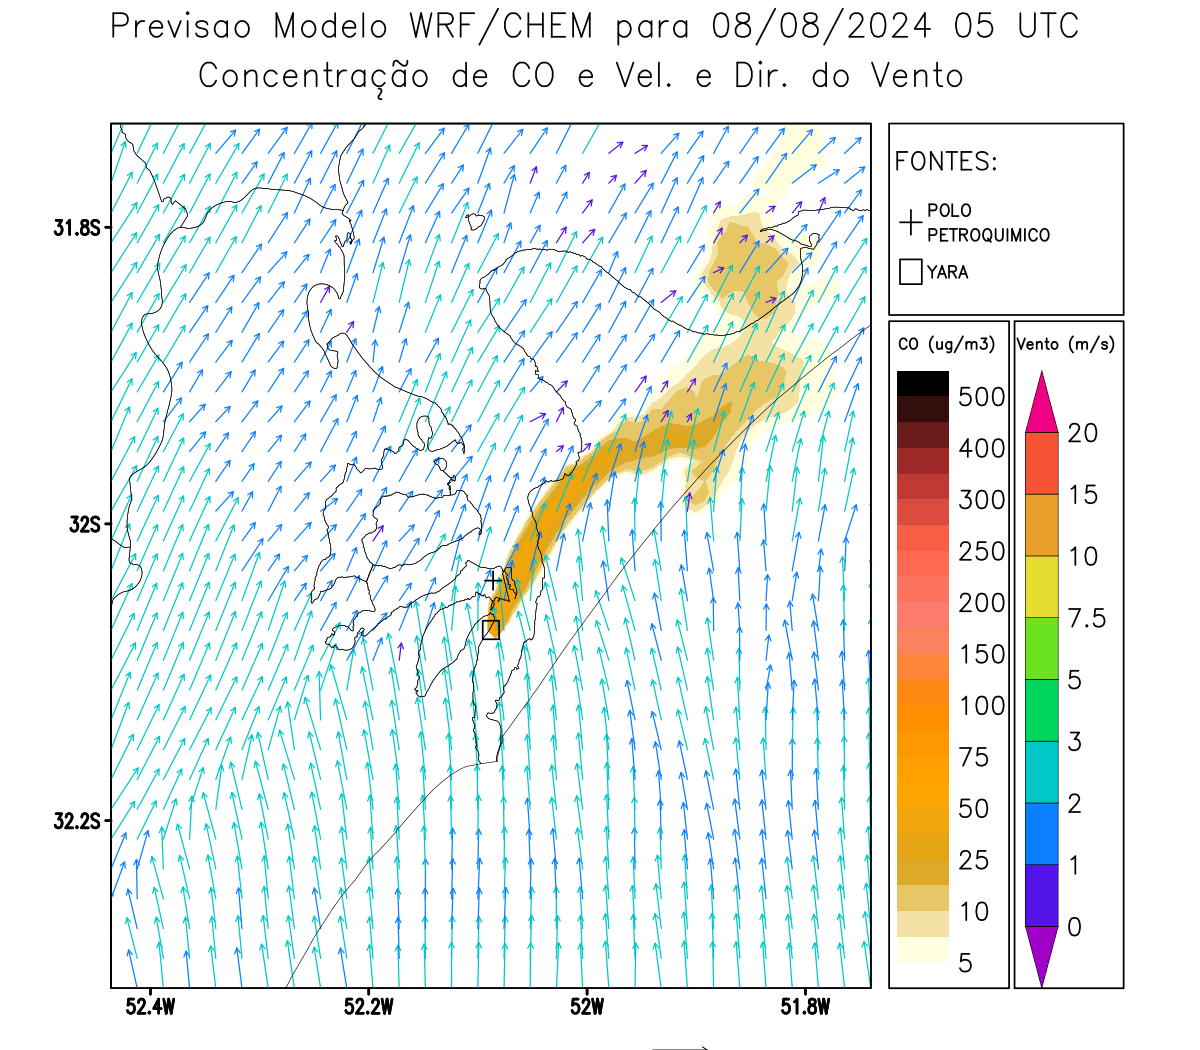 Previsao Modelo WRF/CHEM para 08/08/2024 05 UTC
Concentração de CO e Vel. e Dir. do Vento
FONTES:
POLO
PETROQUIMICO
YARA
CO (ug/m3)
500
400
300
250
200
150
100
75
50
25
10
5
Vento (m/s)
20
15
10
7.5
5
3
2
1
0
31.8S
32S
32.2S
52.4W
52.2W
52W
51.8W